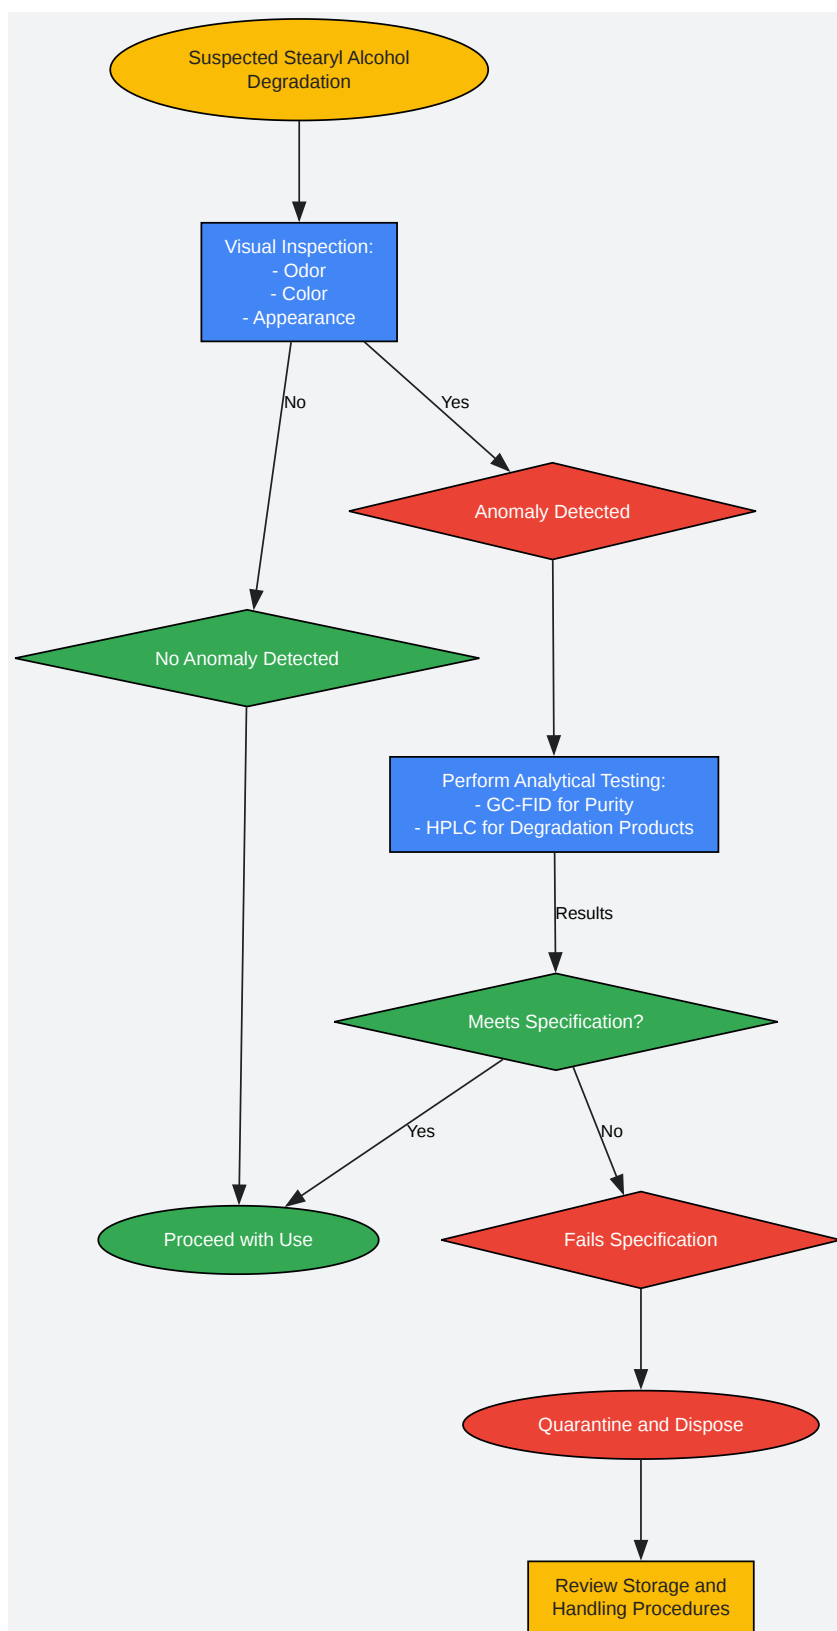 Suspected Stearyl Alcohol
Degradation
Visual Inspection:
- Odor
- Color
- Appearance
No
Yes
Anomaly Detected
No Anomaly Detected
Perform Analytical Testing:
- GC-FID for Purity
- HPLC for Degradation Products
Results
Meets Specification?
Yes
No
Proceed with Use
Fails Specification
Quarantine and Dispose
Review Storage and
Handling Procedures